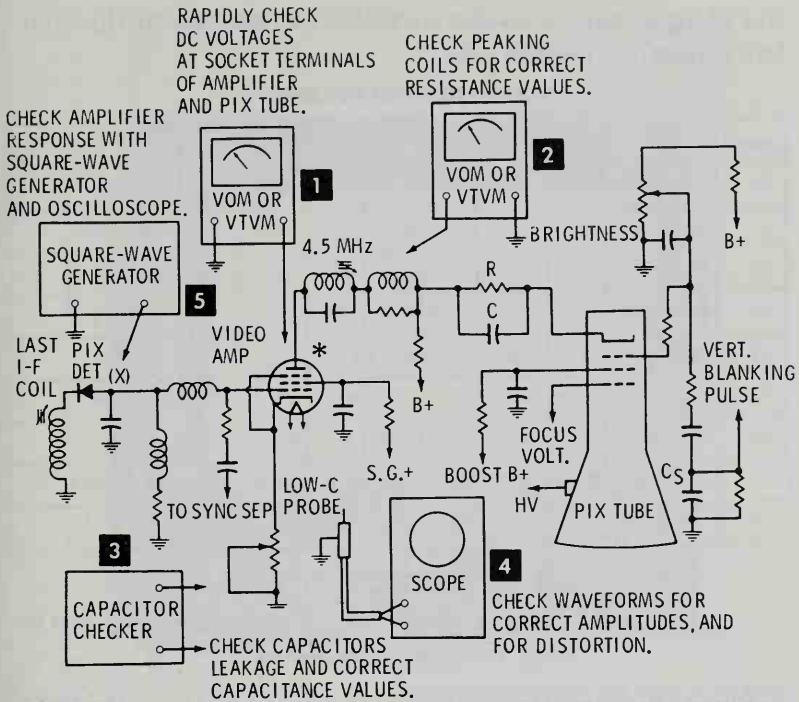 RAPIDLY CHECK
DC VOLTAGES
AT SOCKET TERMINALS
OF AMPLIFIER
AND PIX TUBE.
CHECK PEAKING
COILS FOR CORRECT
RESISTANCE VALUES.
CHECK AMPLIFIER
RESPONSE WITH
SQUARE-WAVE
GENERATOR
AND OSCILLOSCOPE.
1
VOM OR
VTVM
2
VOM OR
VTVM
SQUARE-WAVE
GENERATOR
5
4.5 MHz
BRIGHTNESS
B+
R
C
LAST
I-F
COIL
PIX
DET
(X)
VIDEO
AMP
*
B+
S.G.+
FOCUS
VOLT.
BOOST B+
HV
PIX TUBE
VERT.
BLANKING
PULSE
CS
TO SYNC SEP
LOW-C
PROBE
3
CAPACITOR
CHECKER
CHECK CAPACITORS
LEAKAGE AND CORRECT
CAPACITANCE VALUES.
SCOPE
4
CHECK WAVEFORMS FOR
CORRECT AMPLITUDES, AND
FOR DISTORTION.